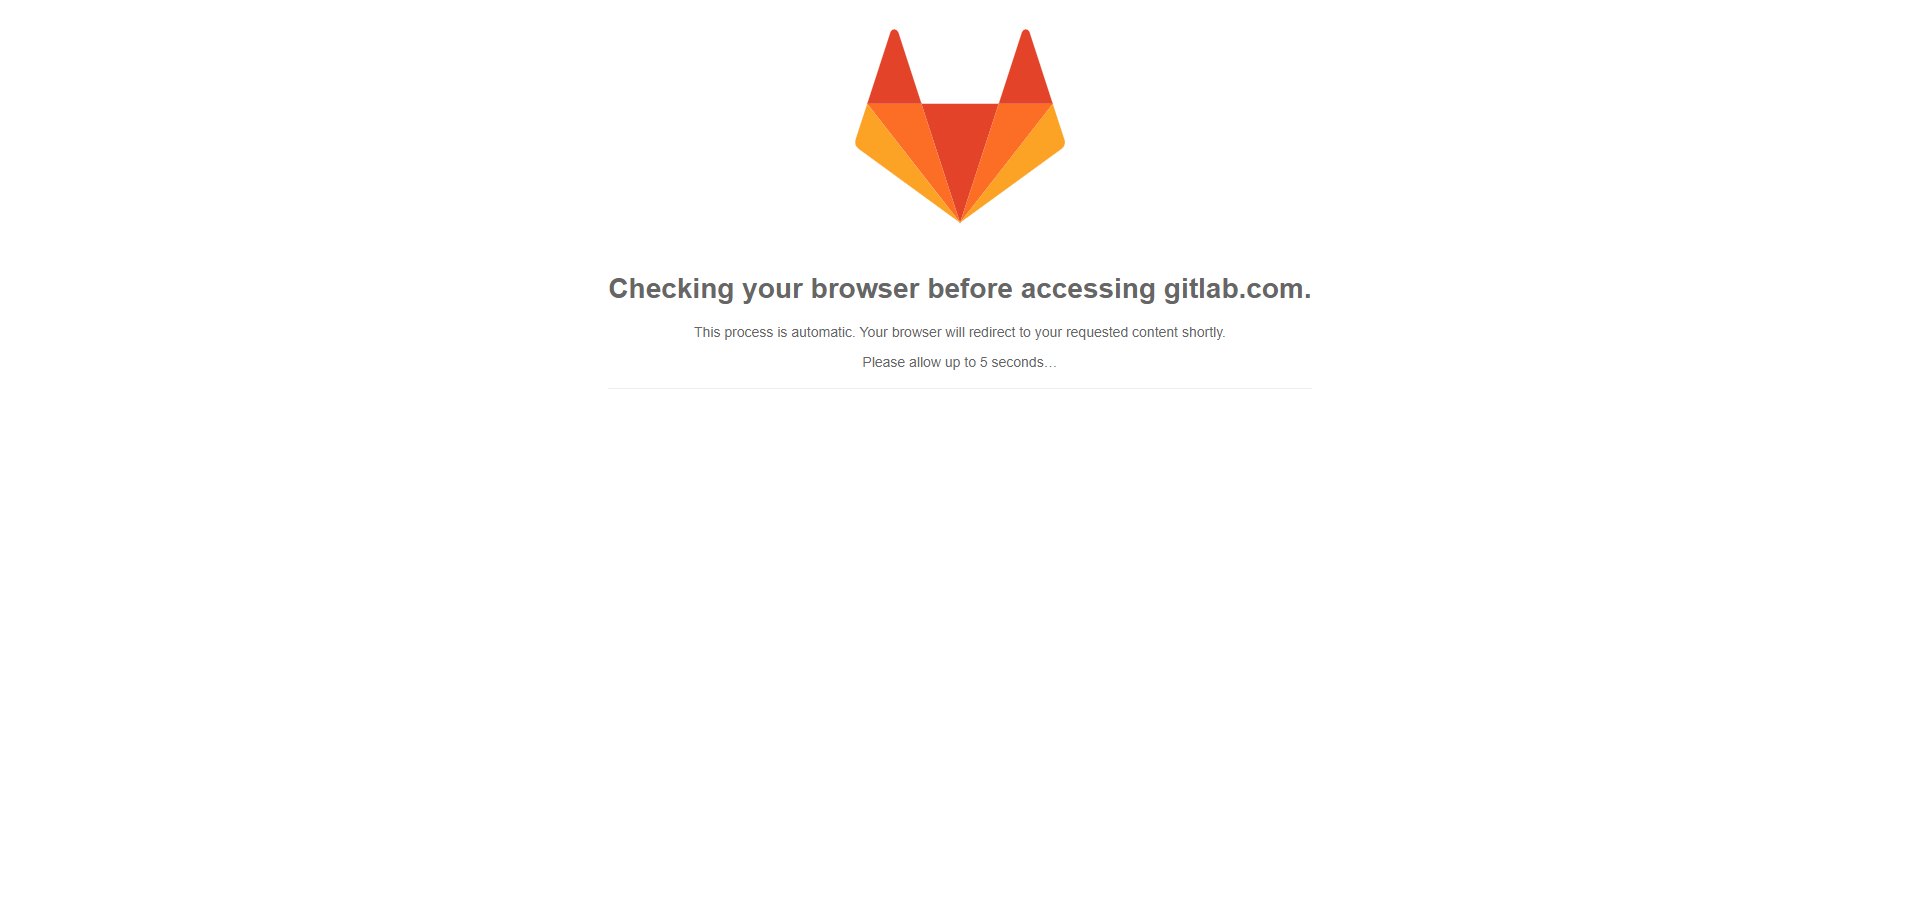 Checking your browser before accessing gitlab.com.
This process is automatic. Your browser will redirect to your requested content shortly.
Please allow up to 5 seconds…